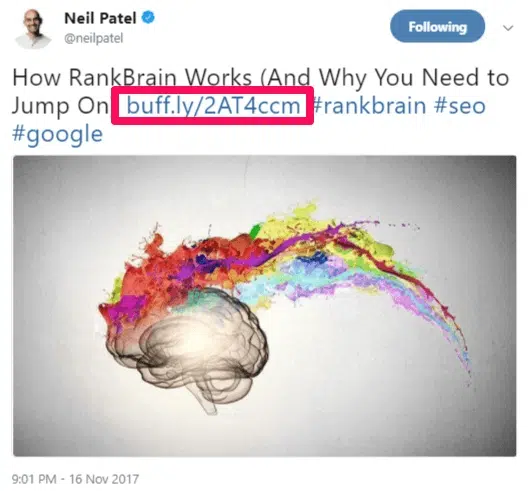 Neil Patel
Following
@neilpatel
How RankBrain Works (And Why You Need to
Jump On buff.ly/2AT4ccm #rankbrain #seo
#google
9:01 PM - 16 Nov 2017